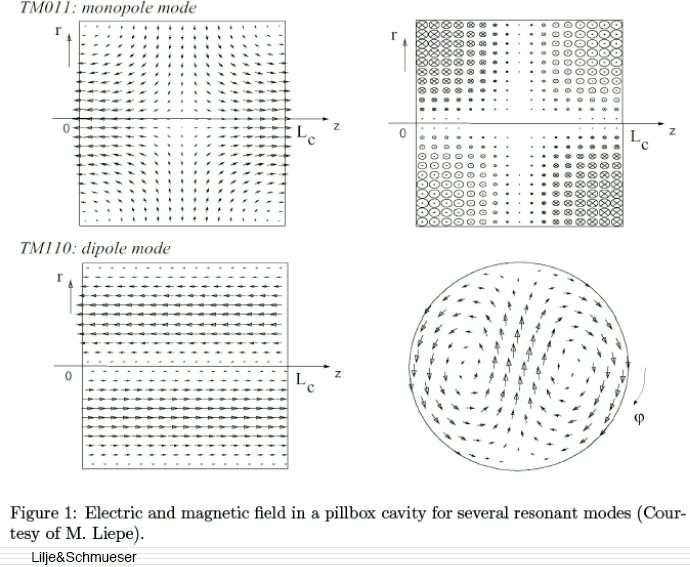 TM011: monopole mode
r
0
z
L_c
r
0
z
L_c
TM110: dipole mode
r
0
z
L_c
φ
Figure 1: Electric and magnetic field in a pillbox cavity for several resonant modes (Cour-
tesy of M. Liepe).
Lilje&Schmueser